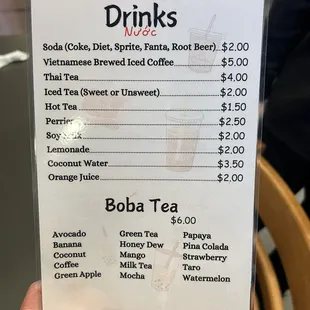 Drinks
Nước
Soda (Coke, Diet, Sprite, Fanta, Root Beer)...$2.00
Vietnamese Brewed Iced Coffee...$5.00
Thai Tea...$4.00
Iced Tea (Sweet or Unsweet)...$2.00
Hot Tea...$1.50
Perrier...$2.50
Soy Milk...$2.00
Lemonade...$2.00
Coconut Water...$3.50
Orange Juice...$2.00
Boba Tea
$6.00
Avocado Green Tea Papaya
Banana Honey Dew Pina Colada
Coconut Mango Strawberry
Coffee Milk Tea Taro
Green Apple Mocha Watermelon